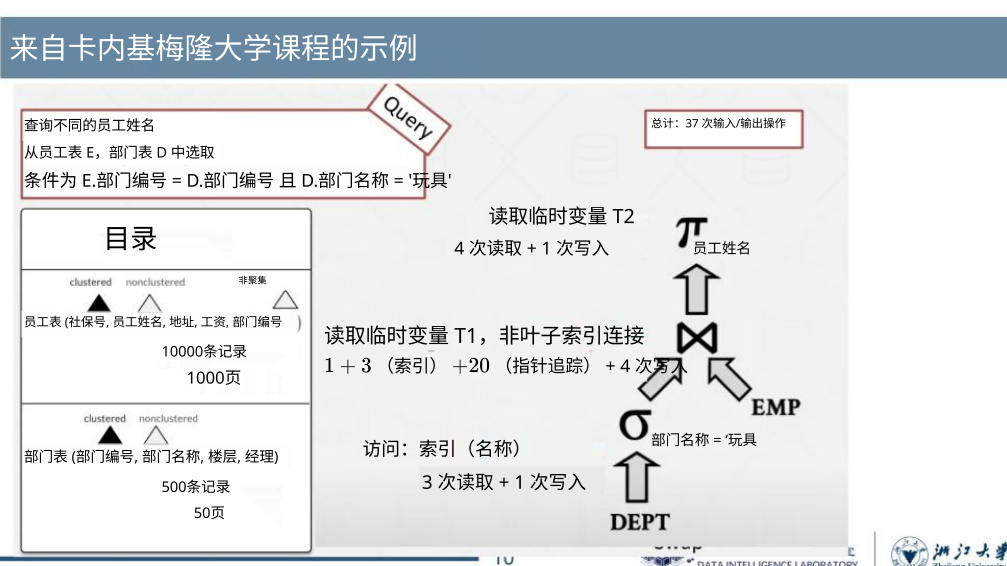 来自卡内基梅隆大学课程的示例
Query
查询不同的员工姓名
从员工表 E，部门表 D 中选取
条件为 E.部门编号 = D.部门编号 且 D.部门名称 = '玩具'
总计：37 次输入/输出操作
目录
clustered nonclustered 非聚集
员工表 (社保号, 员工姓名, 地址, 工资, 部门编号 )
10000条记录
1000页
clustered nonclustered
部门表 (部门编号, 部门名称, 楼层, 经理)
500条记录
50页
读取临时变量 T2
4 次读取 + 1 次写入
π 员工姓名
读取临时变量 T1，非叶子索引连接
1 + 3 （索引） +20 （指针追踪） + 4 次写入
⋈
EMP
σ 部门名称 = ‘玩具
访问：索引（名称）
3 次读取 + 1 次写入
DEPT
10
DATA INTELLIGENCE LABORATORY
浙江大学